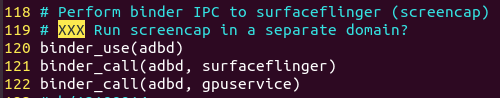 118 # Perform binder IPC to surfaceflinger (screencap)
119 # XXX Run screencap in a separate domain?
120 binder_use(adbd)
121 binder_call(adbd, surfaceflinger)
122 binder_call(adbd, gpuservice)